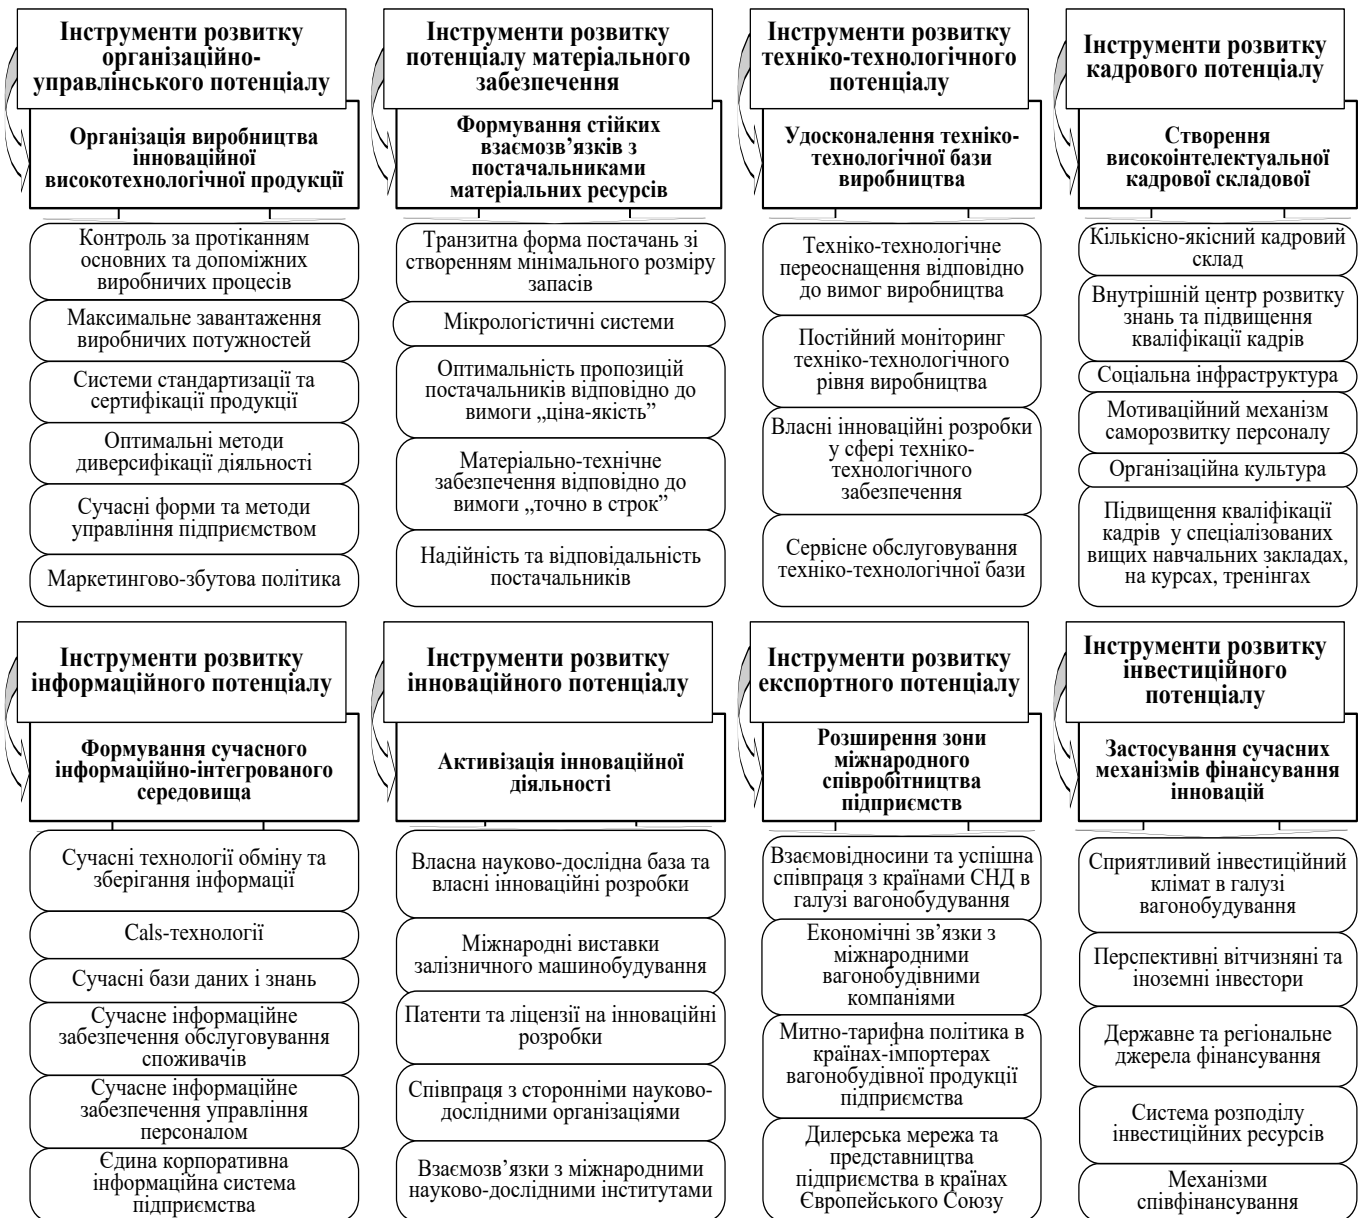 Інструменти розвитку
організаційно-
управлінського потенціалу
Організація виробництва
інноваційної
високотехнологічної продукції
Контроль за протіканням
основних та допоміжних
виробничих процесів
Максимальне завантаження
виробничих потужностей
Системи стандартизації та
сертифікації продукції
Оптимальні методи
диверсифікації діяльності
Сучасні форми та методи
управління підприємством
Маркетингово-збутова політика
Інструменти розвитку
потенціалу матеріального
забезпечення
Формування стійких
взаємозв’язків з
постачальниками
матеріальних ресурсів
Транзитна форма постачань зі
створенням мінімального розміру
запасів
Мікрологістичні системи
Оптимальність пропозицій
постачальників відповідно до
вимоги „ціна-якість”
Матеріально-технічне
забезпечення відповідно до
вимоги „точно в строк”
Надійність та відповідальність
постачальників
Інструменти розвитку
техніко-технологічного
потенціалу
Удосконалення техніко-
технологічної бази
виробництва
Техніко-технологічне
переоснащення відповідно
до вимог виробництва
Постійний моніторинг
техніко-технологічного
рівня виробництва
Власні інноваційні розробки
у сфері техніко-
технологічного
забезпечення
Сервісне обслуговування
техніко-технологічної бази
Інструменти розвитку
кадрового потенціалу
Створення
високоінтелектуальної
кадрової складової
Кількісно-якісний кадровий
склад
Внутрішній центр розвитку
знань та підвищення
кваліфікації кадрів
Соціальна інфраструктура
Мотиваційний механізм
саморозвитку персоналу
Організаційна культура
Підвищення кваліфікації
кадрів у спеціалізованих
вищих навчальних закладах,
на курсах, тренінгах
Інструменти розвитку
інформаційного потенціалу
Формування сучасного
інформаційно-інтегрованого
середовища
Сучасні технології обміну та
зберігання інформації
Cals-технології
Сучасні бази даних і знань
Сучасне інформаційне
забезпечення обслуговування
споживачів
Сучасне інформаційне
забезпечення управління
персоналом
Єдина корпоративна
інформаційна система
підприємства
Інструменти розвитку
інноваційного потенціалу
Активізація інноваційної
діяльності
Власна науково-дослідна база та
власні інноваційні розробки
Міжнародні виставки
залізничного машинобудування
Патенти та ліцензії на інноваційні
розробки
Співпраця з сторонніми науково-
дослідними організаціями
Взаємозв’язки з міжнародними
науково-дослідними інститутами
Інструменти розвитку
експортного потенціалу
Розширення зони
міжнародного
співробітництва
підприємств
Взаємовідносини та успішна
співпраця з країнами СНД в
галузі вагонобудування
Економічні зв’язки з
міжнародними
вагонобудівними
компаніями
Митно-тарифна політика в
країнах-імпортерах
вагонобудівної продукції
підприємства
Дилерська мережа та
представництва
підприємства в країнах
Європейського Союзу
Інструменти розвитку
інвестиційного
потенціалу
Застосування сучасних
механізмів фінансування
інновацій
Сприятливий інвестиційний
клімат в галузі
вагонобудування
Перспективні вітчизняні та
іноземні інвестори
Державне та регіональне
джерела фінансування
Система розподілу
інвестиційних ресурсів
Механізми
співфінансування